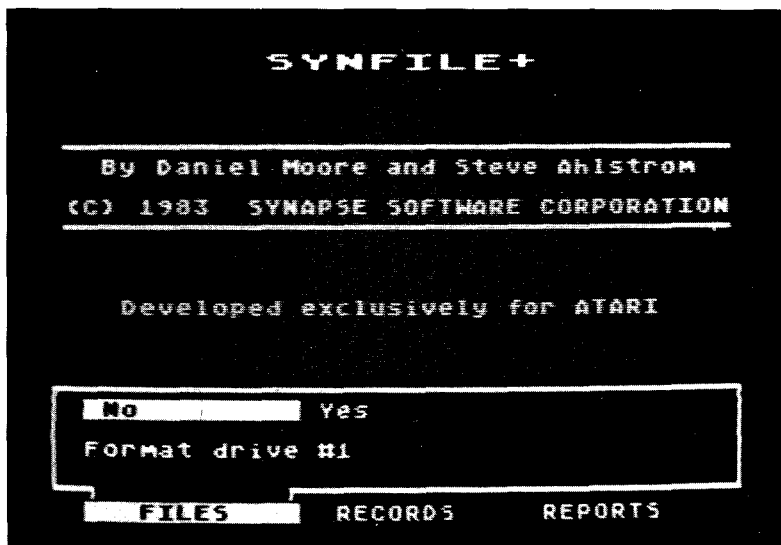 SYNFILE+
By Daniel Moore and Steve Ahlstrom
(C) 1983 SYNAPSE SOFTWARE CORPORATION
Developed exclusively for ATARI
No Yes
Format drive #1
FILES RECORDS REPORTS